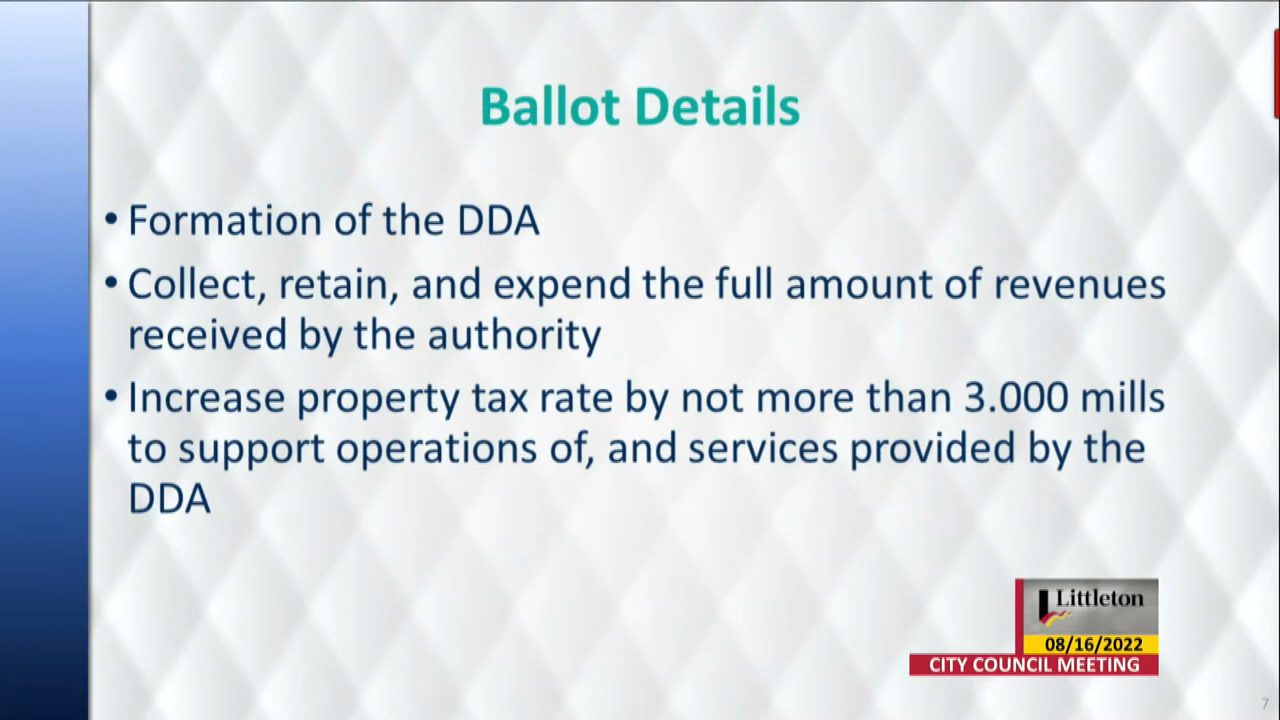 Ballot Details
• Formation of the DDA
• Collect, retain, and expend the full amount of revenues
received by the authority
• Increase property tax rate by not more than 3.000 mills
to support operations of, and services provided by the
DDA
Littleton
08/16/2022
CITY COUNCIL MEETING
7